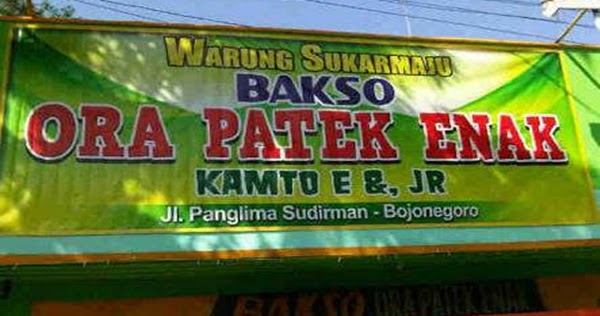 WARUNG SUKARMAJU
BAKSO
ORA PATEK ENAK
KAMTO E &, JR
Jl. Panglima Sudirman - Bojonegoro
BAKSO ORA PATEK ENAK